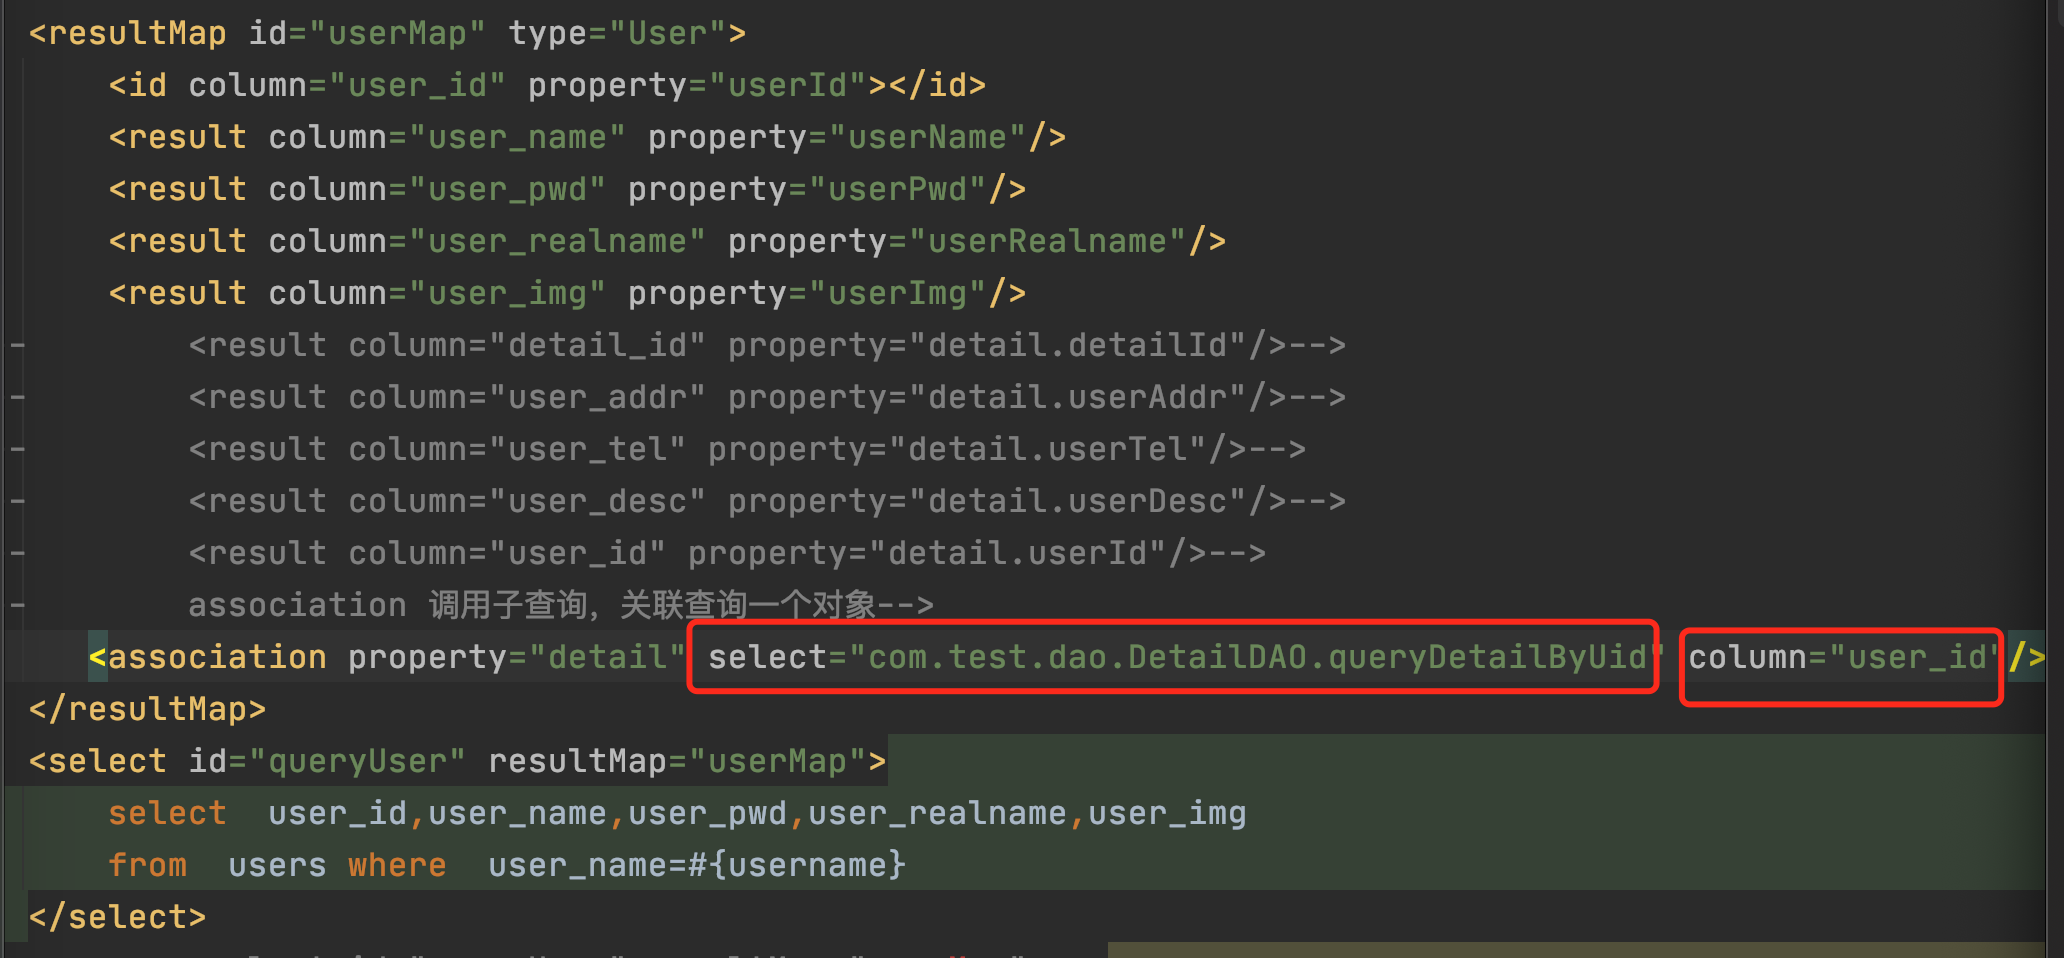 <resultMap id="userMap" type="User">
<id column="user_id" property="userId"></id>
<result column="user_name" property="userName"/>
<result column="user_pwd" property="userPwd"/>
<result column="user_realname" property="userRealname"/>
<result column="user_img" property="userImg"/>
<result column="detail_id" property="detail.detailId"/>-->
<result column="user_addr" property="detail.userAddr"/>-->
<result column="user_tel" property="detail.userTel"/>-->
<result column="user_desc" property="detail.userDesc"/>-->
<result column="user_id" property="detail.userId"/>-->
association 调用子查询，关联查询一个对象-->
<association property="detail" select="com.test.dao.DetailDAO.queryDetailByUid" column="user_id"/>
</resultMap>
<select id="queryUser" resultMap="userMap">
select user_id,user_name,user_pwd,user_realname,user_img
from users where user_name=#{username}
</select>